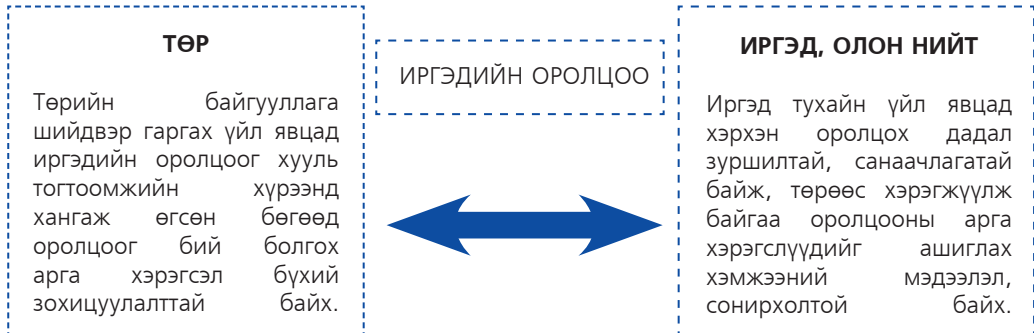 ТӨР
Төрийн байгууллага
шийдвэр гаргах үйл явцад
иргэдийн оролцоог хууль
тогтоомжийн хүрээнд
хангаж өгсөн бөгөөд
оролцоог бий болгох
арга хэрэгсэл бүхий
зохицуулалттай байх.
ИРГЭДИЙН ОРОЛЦОО
ИРГЭД, ОЛОН НИЙТ
Иргэд тухайн үйл явцад
хэрхэн оролцох дадал
зуршилтай, санаачлагатай
байж, төрөөс хэрэгжүүлж
байгаа оролцооны арга
хэрэгслүүдийг ашиглах
хэмжээний мэдээлэл,
сонирхолтой байх.